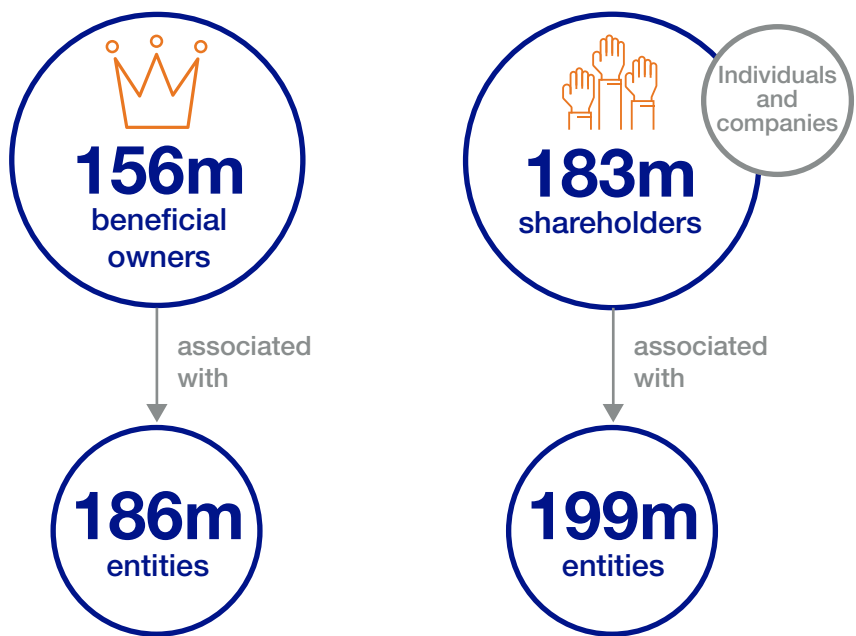 156m
beneficial
owners
associated
with
186m
entities
Individuals
and
companies
183m
shareholders
associated
with
199m
entities